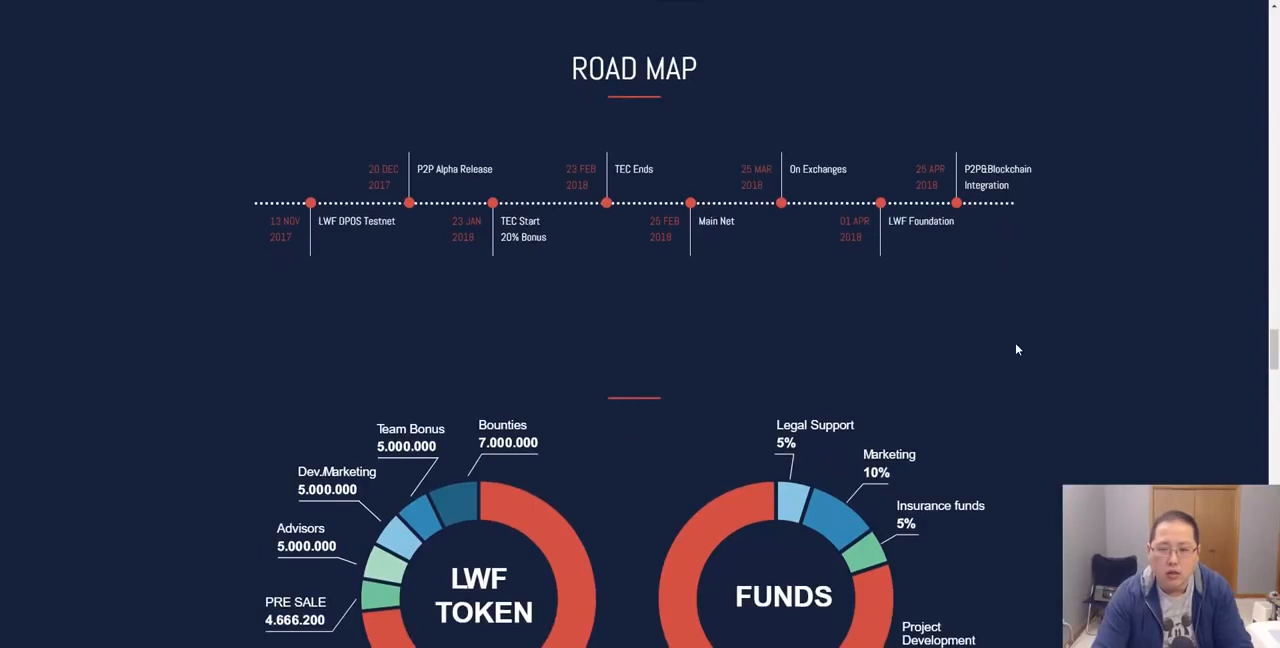 ROAD MAP
20 DEC
2017
P2P Alpha Release
23 FEB
2018
TEC Ends
25 MAR
2018
On Exchanges
25 APR
2018
P2P&Blockchain
Integration
13 NOV
2017
LWF DPOS Testnet
23 JAN
2018
TEC Start
20% Bonus
25 FEB
2018
Main Net
01 APR
2018
LWF Foundation
Team Bonus
5.000.000
Bounties
7.000.000
Dev./Marketing
5.000.000
Advisors
5.000.000
PRE SALE
4.666.200
LWF
TOKEN
Legal Support
5%
Marketing
10%
Insurance funds
5%
FUNDS
Project
Development